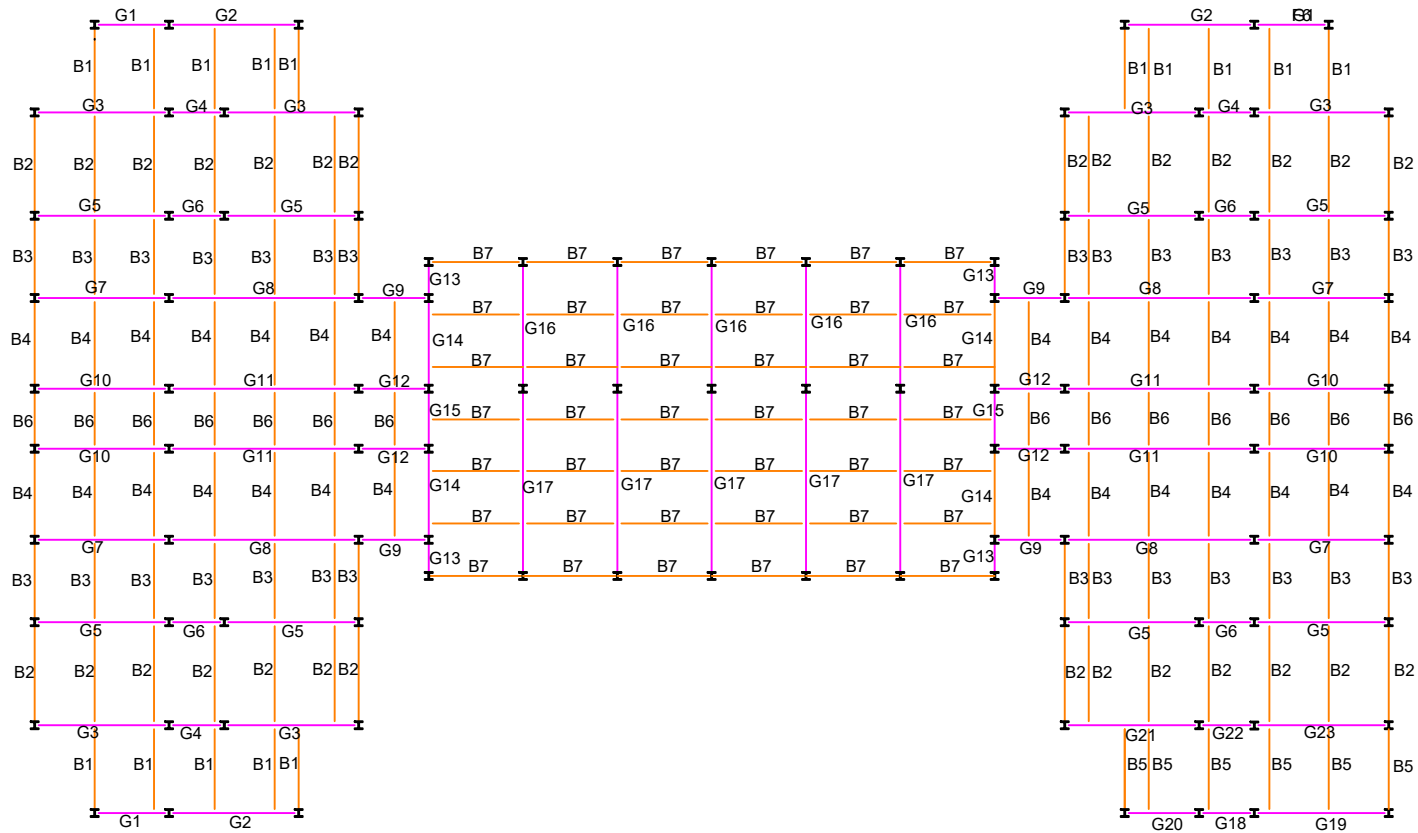 G1 G2 G2
B1 B1 B1 B1 B1 B1 B1 B1 B1 B1
G3 G4 G3 G3 G4 G3
B2 B2 B2 B2 B2 B2 B2 B2 B2 B2 B2 B2 B2
G5 G6 G5 G5 G6 G5
B3 B3 B3 B3 B3 B3 B3 B3 B3 B3 B3 B3 B3
B7 B7 B7 B7 B7 B7
G13 G13
G7 G8 G9 G9 G8 G7
B7 B7 B7 B7 B7 B7
G16 G16 G16 G16 G16
B4 B4 B4 B4 B4 B4 B4 G14 G14 B4 B4 B4 B4 B4 B4 B4
B7 B7 B7 B7 B7 B7
G10 G11 G12 G12 G11 G10
G15 B7 B7 B7 B7 B7 B7 G15
B6 B6 B6 B6 B6 B6 B6 B6 B6 B6 B6 B6 B6 B6
G10 G11 G12 G12 G11 G10
B7 B7 B7 B7 B7 B7
G14 G17 G17 G17 G17 G17 G14
B4 B4 B4 B4 B4 B4 B4 B4 B4 B4 B4 B4 B4 B4
B7 B7 B7 B7 B7 B7
G7 G8 G9 G9 G8 G7
G13 B7 B7 B7 B7 B7 B7 G13
B3 B3 B3 B3 B3 B3 B3 B3 B3 B3 B3 B3 B3
G5 G6 G5 G5 G6 G5
B2 B2 B2 B2 B2 B2 B2 B2 B2 B2 B2 B2 B2
G3 G4 G3 G21 G22 G23
B1 B1 B1 B1 B1 B5 B5 B5 B5 B5 B5
G1 G2 G20 G18 G19